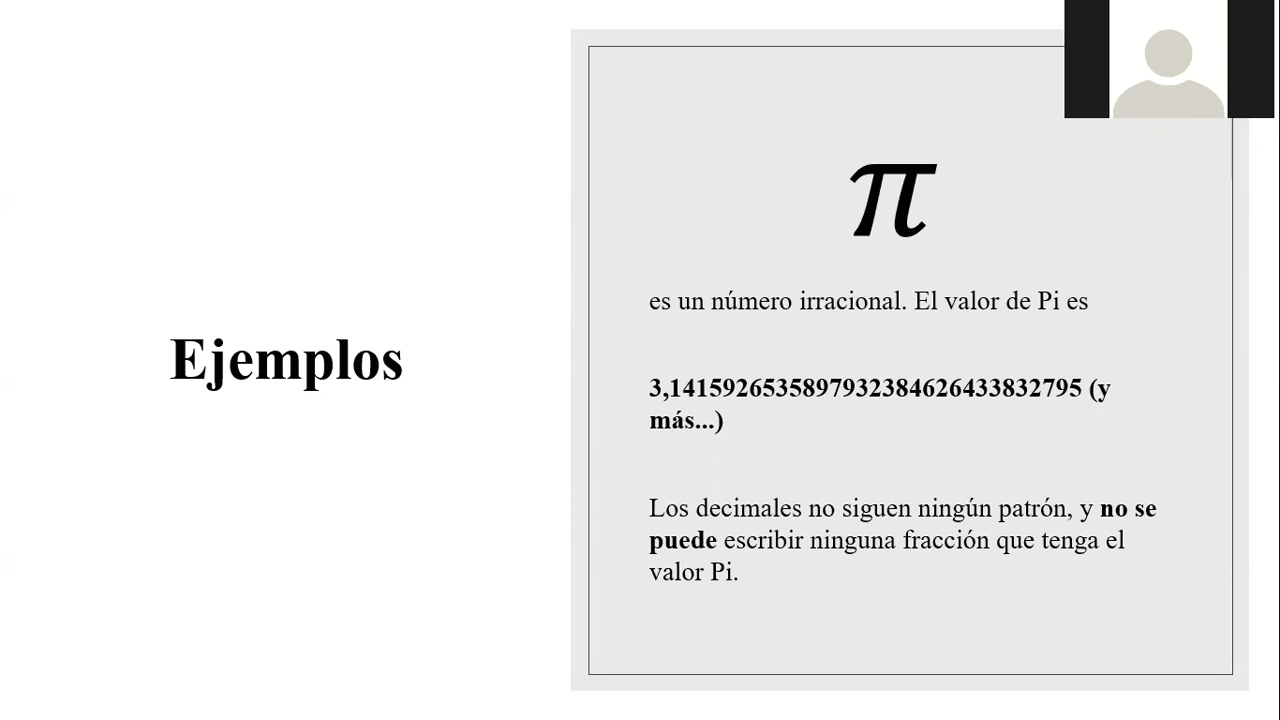 Ejemplos
π
es un número irracional. El valor de Pi es
3,1415926535897932384626433832795 (y
más...)
Los decimales no siguen ningún patrón, y no se
puede escribir ninguna fracción que tenga el
valor Pi.